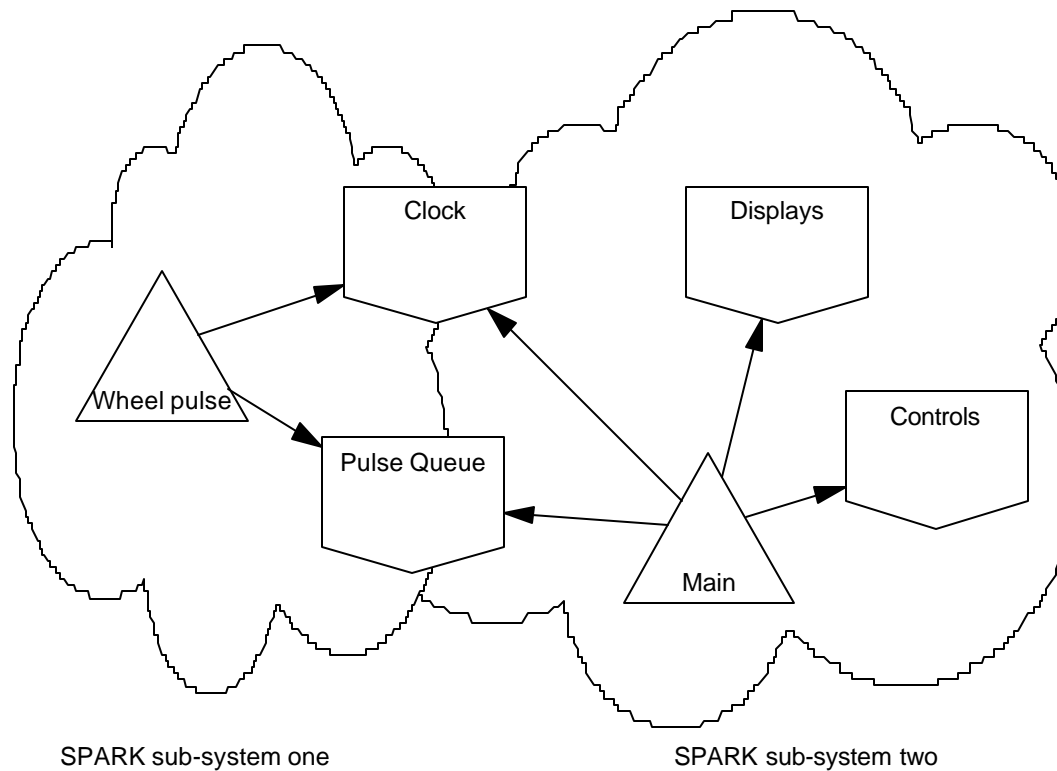 Clock
Displays
Wheel pulse
Controls
Pulse Queue
Main
SPARK sub-system one
SPARK sub-system two